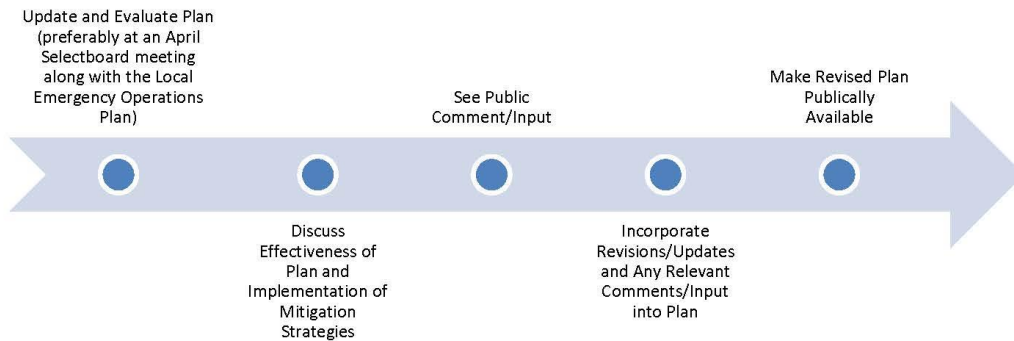 Update and Evaluate Plan
(preferably at an April
Selectboard meeting
along with the Local
Emergency Operations
Plan)
Discuss
Effectiveness of
Plan and
Implementation of
Mitigation
Strategies
See Public
Comment/Input
Incorporate
Revisions/Updates
and Any Relevant
Comments/Input
into Plan
Make Revised Plan
Publically
Available